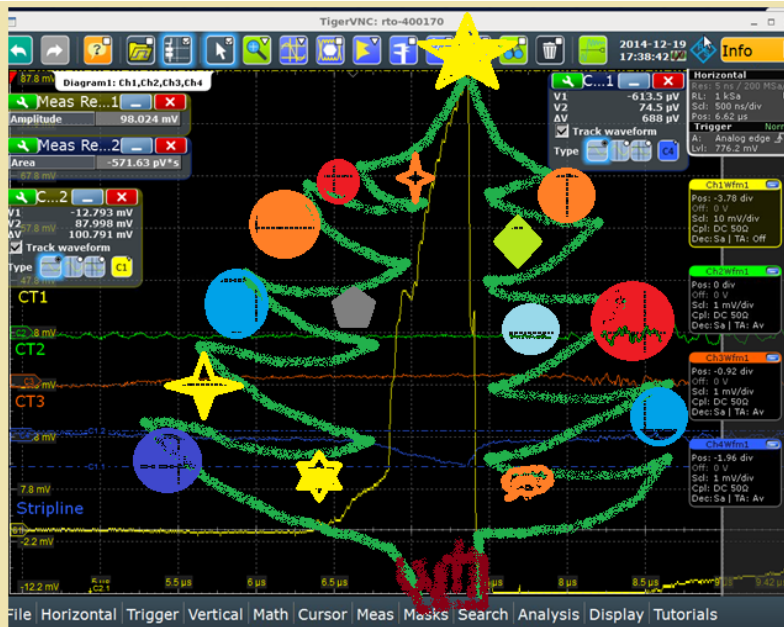 TigerVNC: rto-400170
2014-12-19
17:38:42
Info
87.8 mV
Diagram1: Ch1,Ch2,Ch3,Ch4
Meas Re...1
Amplitude 98.024 mV
Meas Re...2
Area -571.63 pV*s
C...2
V1 -12.793 mV
V2 87.998 mV
ΔV 100.791 mV
Track waveform
Type C1
C...1
V1 -613.5 µV
V2 74.5 µV
ΔV 688 µV
Track waveform
Type C4
Horizontal
Res: 5 ns / 200 MSa/
RL: 1 kSa
Scl: 500 ns/div
Pos: 6.62 µs
Trigger Norm
A: Analog edge
Lvl: 776.2 mV
Ch1Wfm1
Pos: -3.78 div
Off: 0 V
Scl: 10 mV/div
Cpl: DC 50Ω
Dec:Sa | TA: Off
Ch2Wfm1
Pos: 0 div
Off: 0 V
Scl: 1 mV/div
Cpl: DC 50Ω
Dec:Sa | TA: Av
Ch3Wfm1
Pos: -0.92 div
Off: 0 V
Scl: 1 mV/div
Cpl: DC 50Ω
Dec:Sa | TA: Av
Ch4Wfm1
Pos: -1.96 div
Off: 0 V
Scl: 1 mV/div
Cpl: DC 50Ω
Dec:Sa | TA: Av
CT1
CT2
CT3
C1.2
C1.1
7.8 mV
Stripline
-2.2 mV
-12.2 mV
5.5 µs
6 µs
6.5 µs
8 µs
8.5 µs
9.42 µs
C2.1
File Horizontal Trigger Vertical Math Cursor Meas Masks Search Analysis Display Tutorials